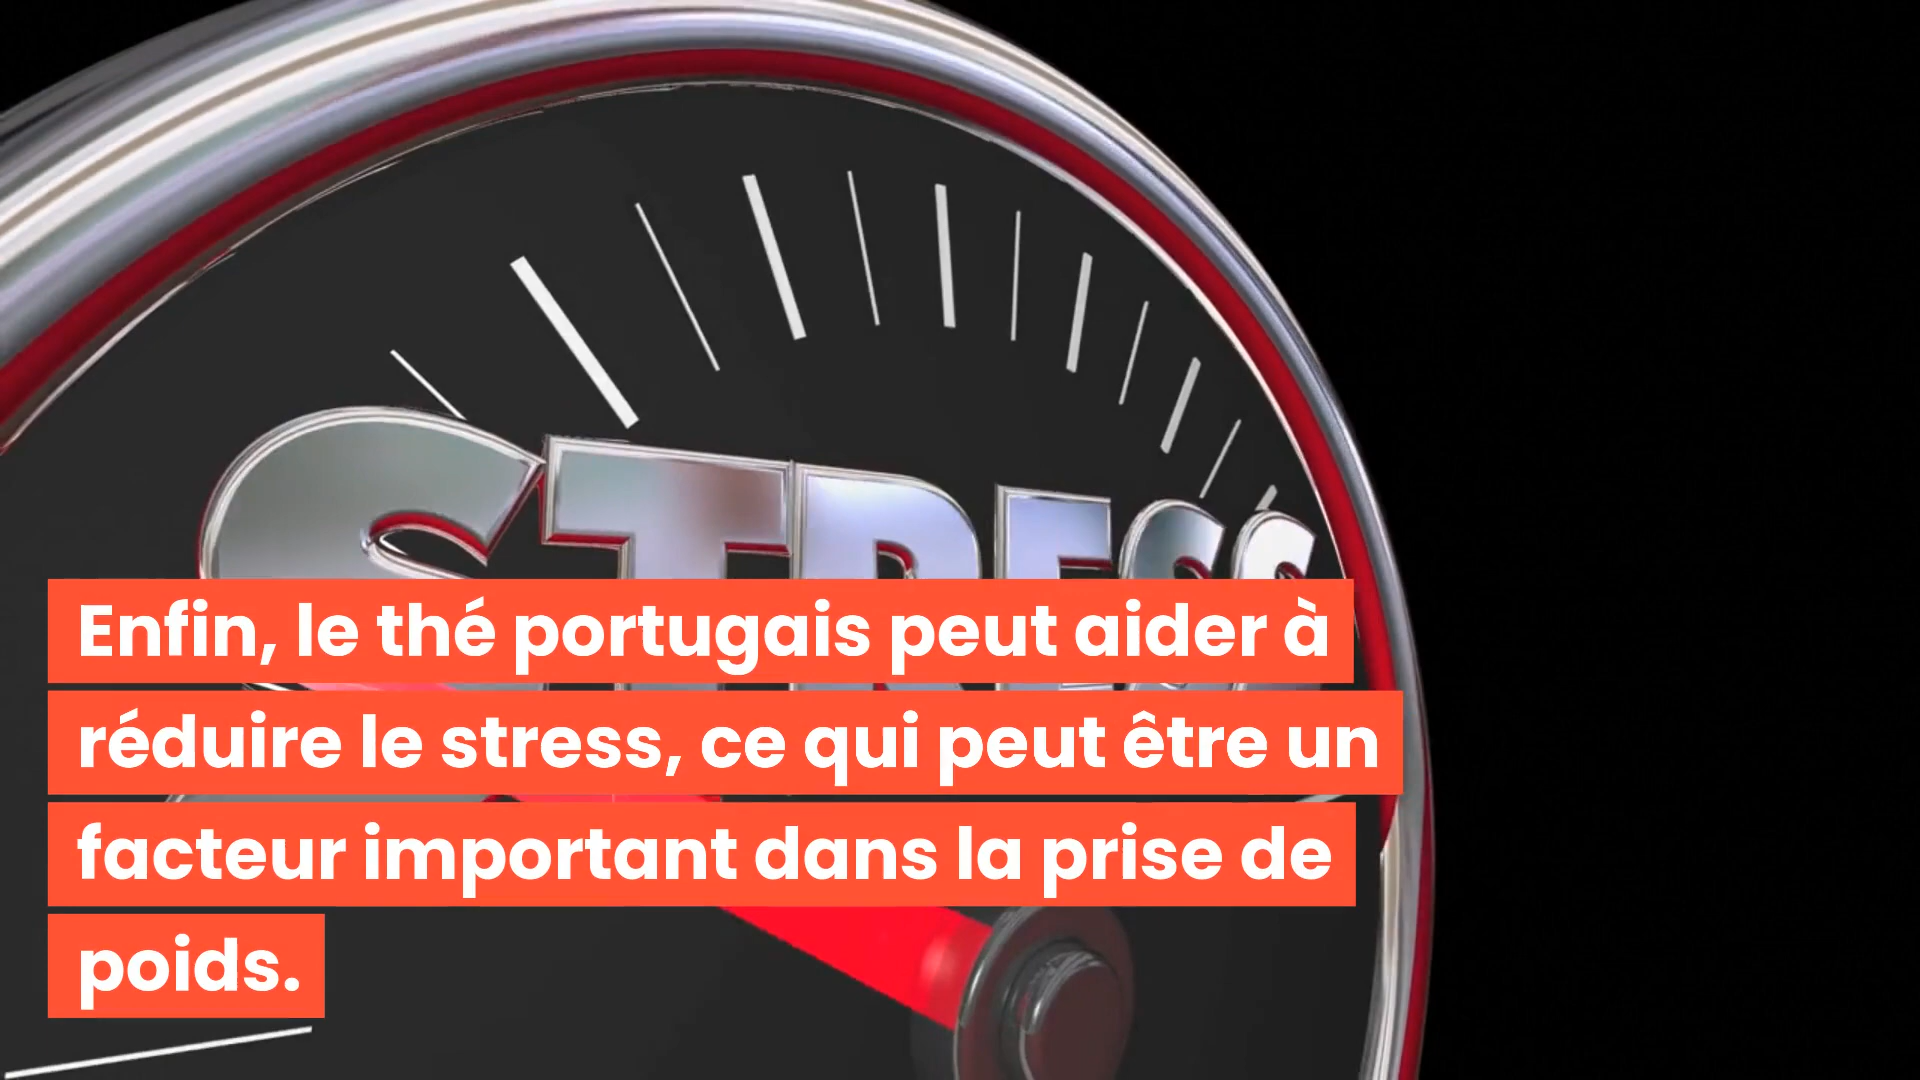 STRESS
Enfin, le thé portugais peut aider à
réduire le stress, ce qui peut être un
facteur important dans la prise de
poids.